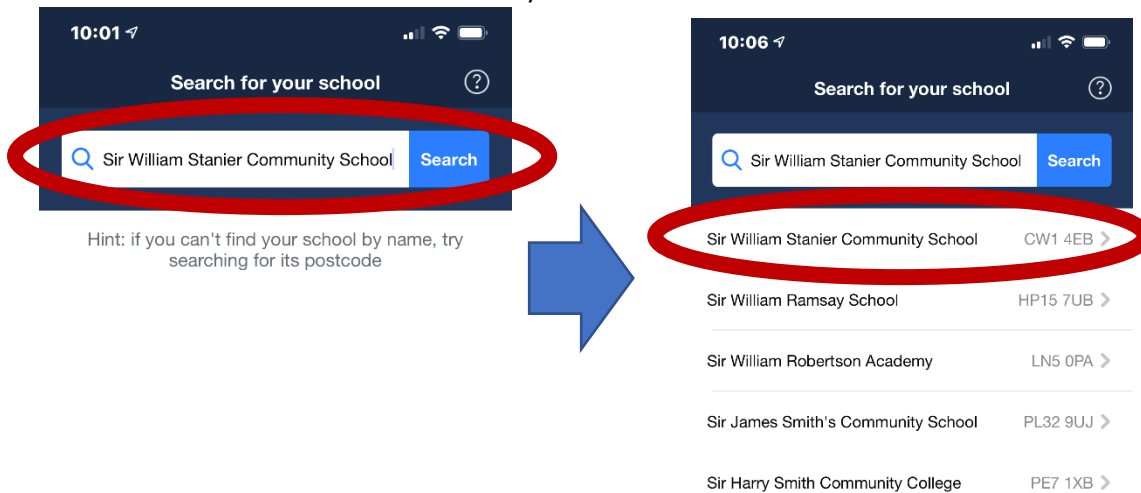 10:01
Search for your school
?
Sir William Stanier Community School Search
Hint: if you can't find your school by name, try
searching for its postcode
10:06
Search for your school
?
Sir William Stanier Community School Search
Sir William Stanier Community School CW1 4EB
Sir William Ramsay School HP15 7UB
Sir William Robertson Academy LN5 0PA
Sir James Smith's Community School PL32 9UJ
Sir Harry Smith Community College PE7 1XB